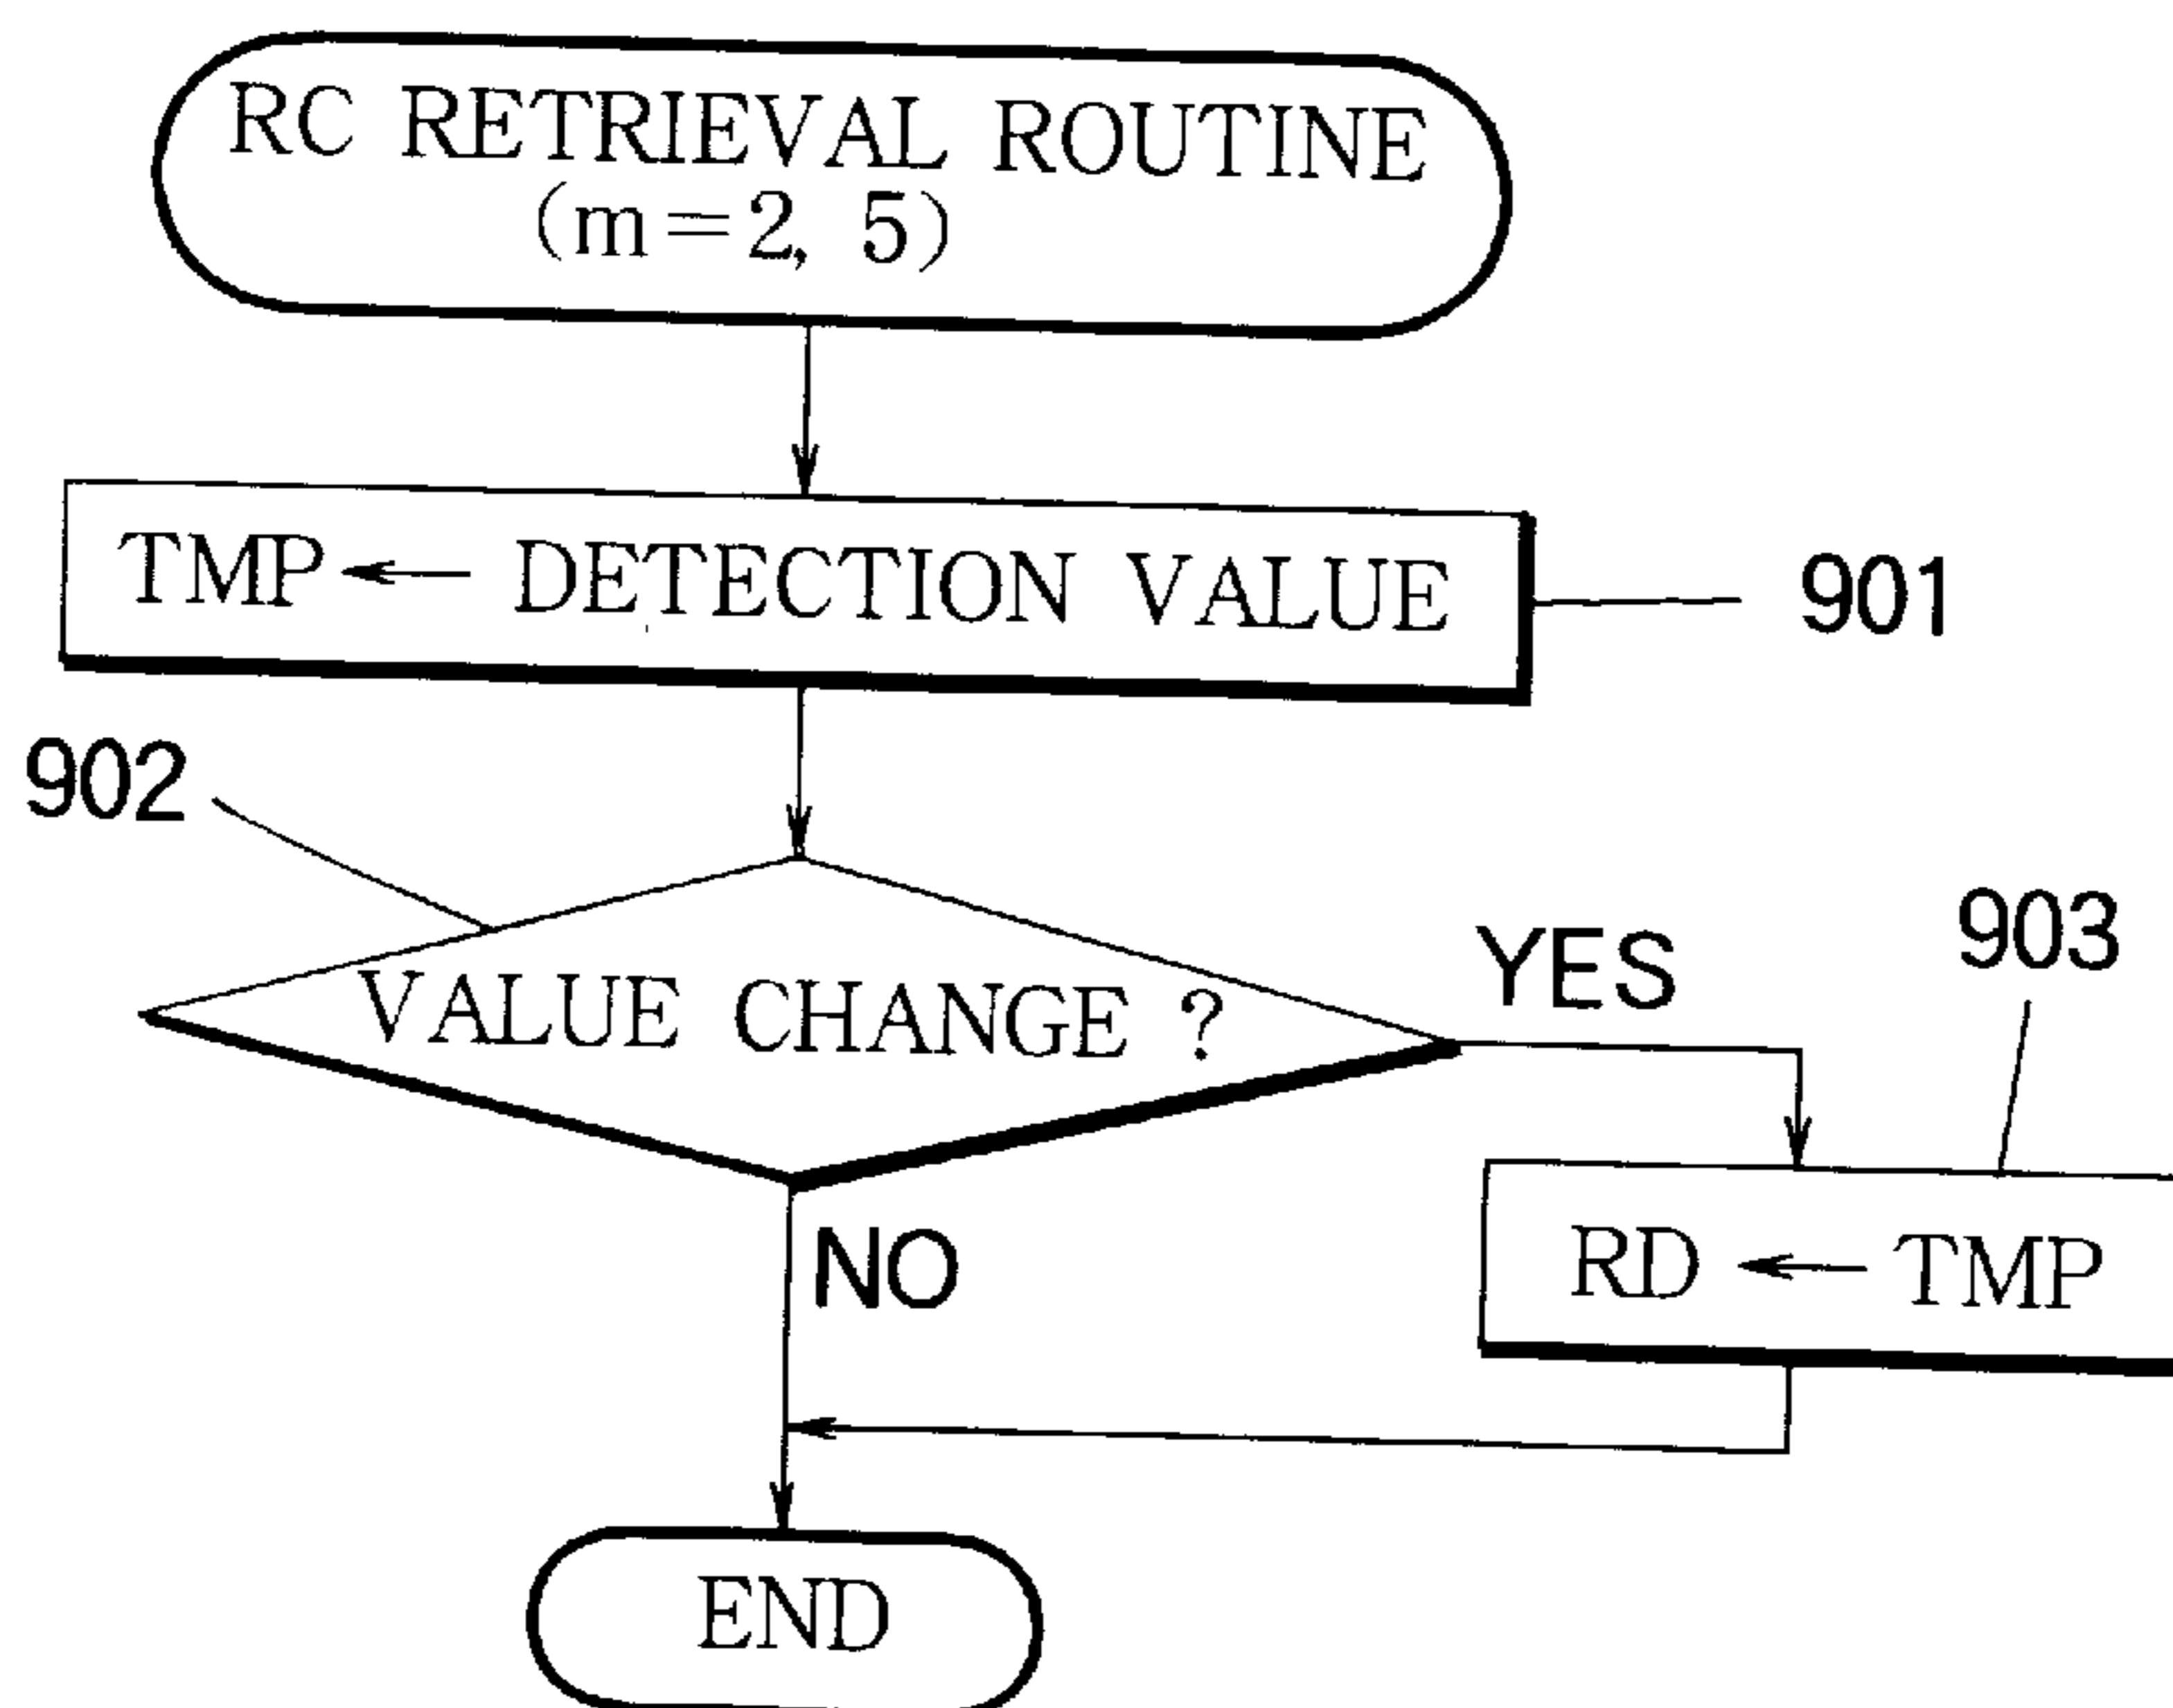 RC RETRIEVAL ROUTINE
(m=2, 5)
TMP ← DETECTION VALUE
901
902
VALUE CHANGE ?
YES
903
NO
RD ← TMP
END